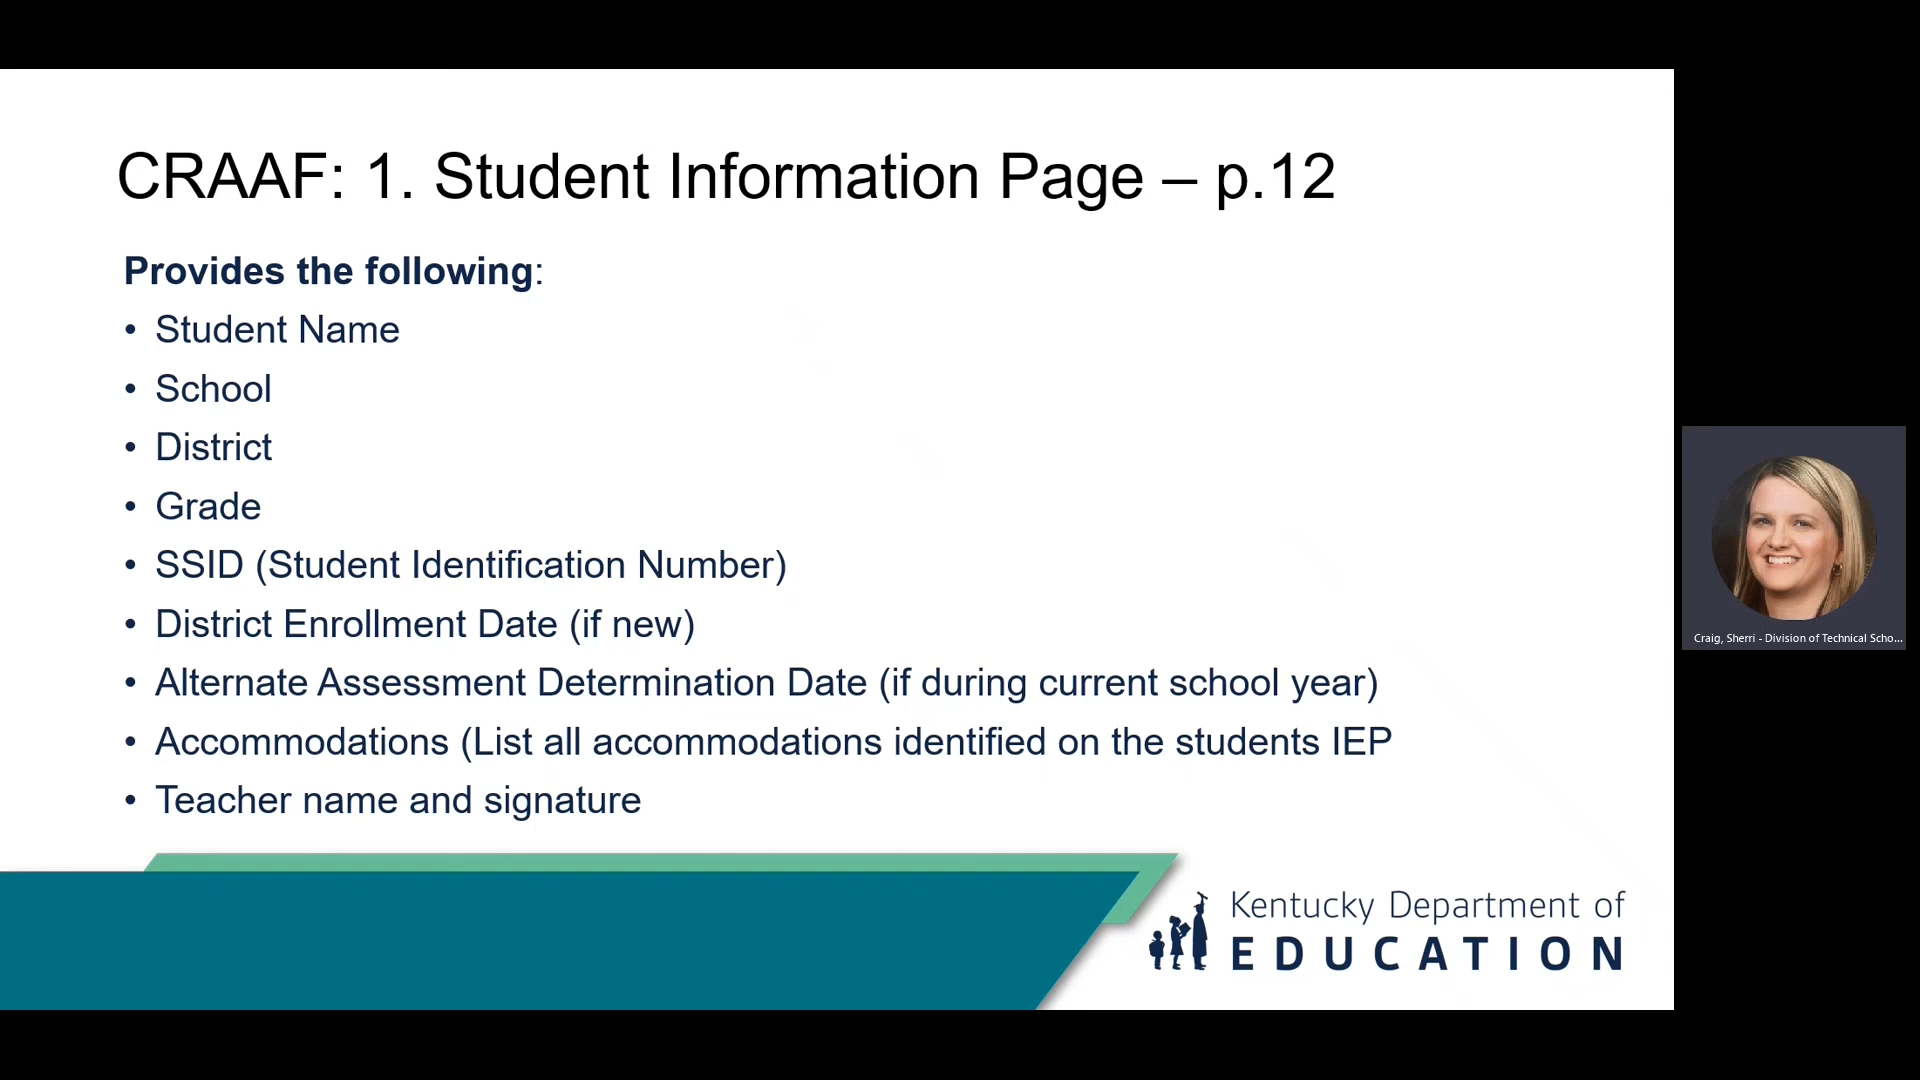 CRAAF: 1. Student Information Page – p.12
Provides the following:
• Student Name
• School
• District
• Grade
• SSID (Student Identification Number)
• District Enrollment Date (if new)
• Alternate Assessment Determination Date (if during current school year)
• Accommodations (List all accommodations identified on the students IEP
• Teacher name and signature
Kentucky Department of
EDUCATION
Craig, Sherri - Division of Technical Scho...